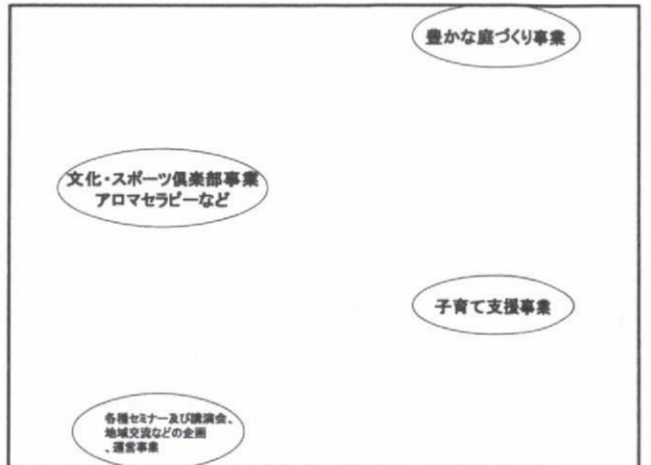 豊かな庭づくり事業
文化・スポーツ倶楽部事業
アロマセラピーなど
子育て支援事業
各種セミナー及び講演会、
地域交流などの企画
、運営事業